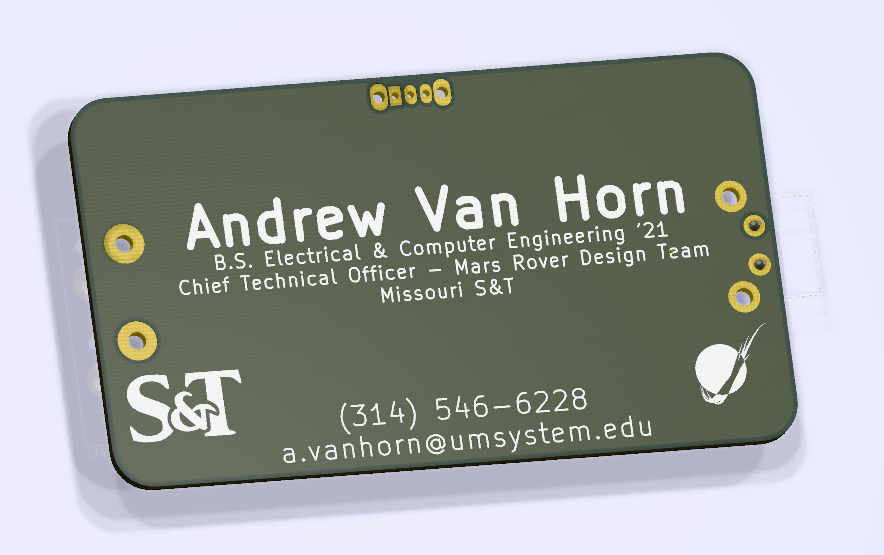 Andrew Van Horn
B.S. Electrical & Computer Engineering '21
Chief Technical Officer - Mars Rover Design Team
Missouri S&T
S&T
(314) 546-6228
a.vanhorn@umsystem.edu